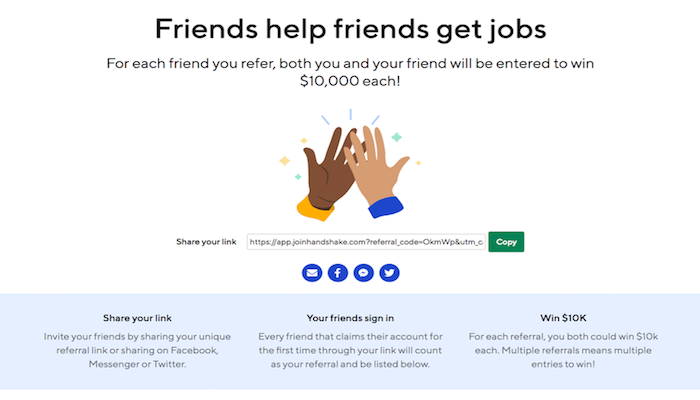 Friends help friends get jobs
For each friend you refer, both you and your friend will be entered to win
$10,000 each!
Share your link
https://app.joinhandshake.com?referral_code=OkmWp&utm_c
Copy
Share your link
Invite your friends by sharing your unique
referral link or sharing on Facebook,
Messenger or Twitter.
Your friends sign in
Every friend that claims their account for
the first time through your link will count
as your referral and be listed below.
Win $10K
For each referral, you both could win $10k
each. Multiple referrals means multiple
entries to win!